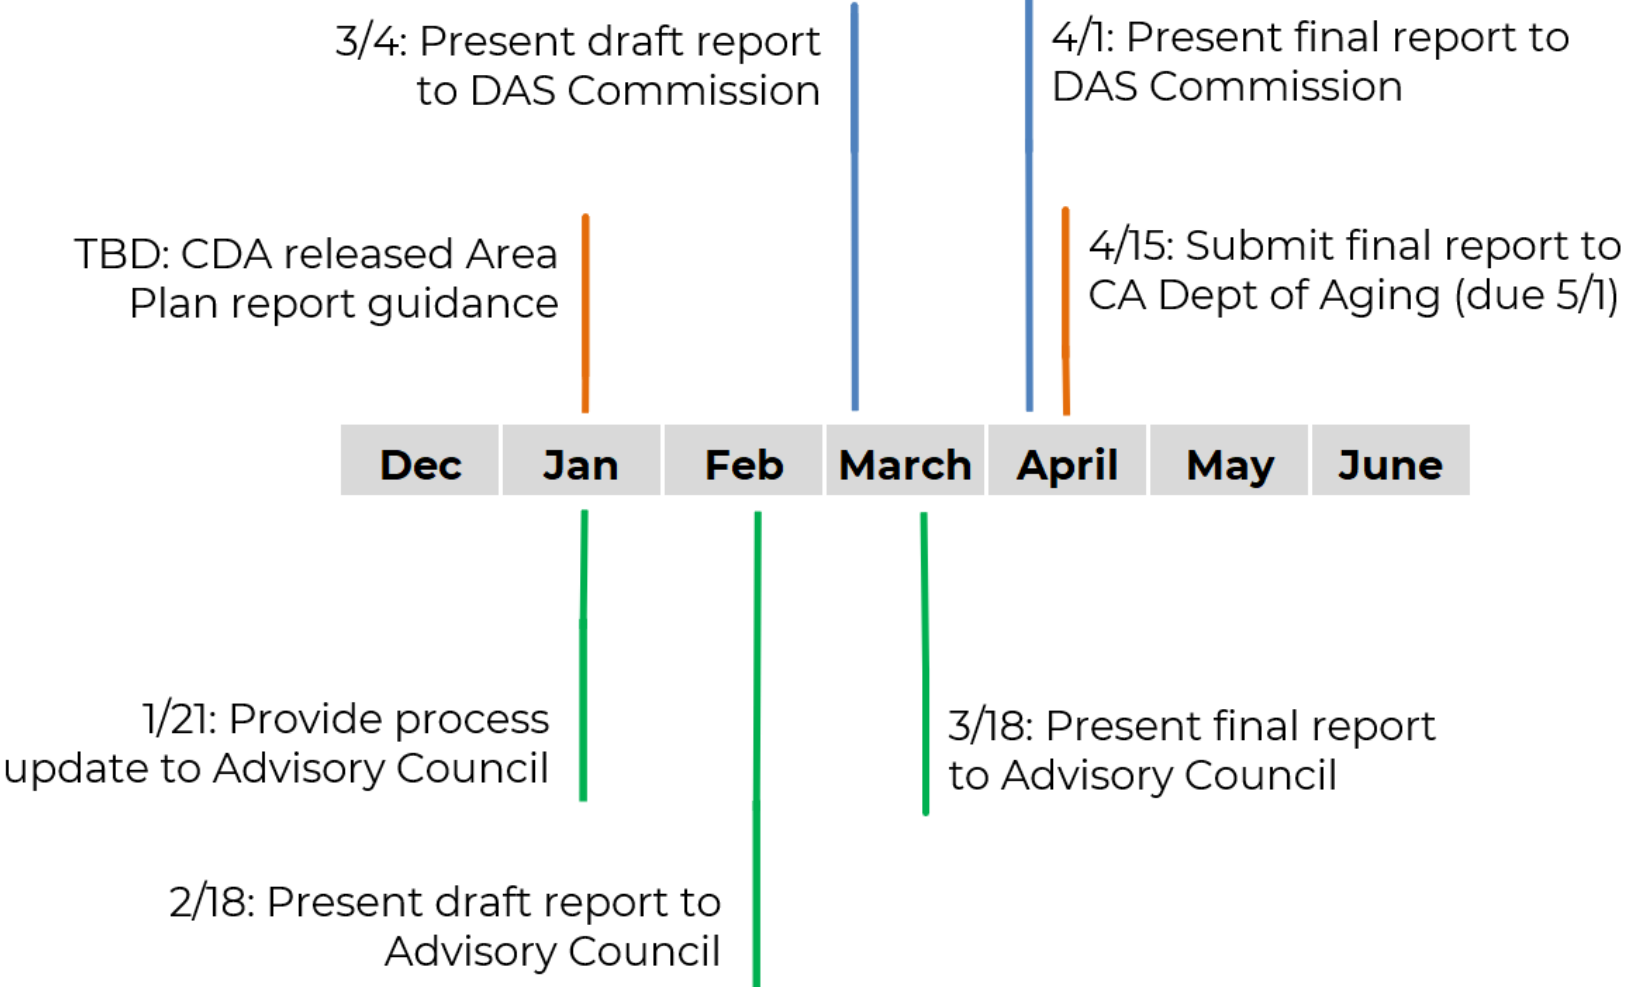 3/4: Present draft report
to DAS Commission
4/1: Present final report to
DAS Commission
TBD: CDA released Area
Plan report guidance
4/15: Submit final report to
CA Dept of Aging (due 5/1)
Dec Jan Feb March April May June
1/21: Provide process
update to Advisory Council
3/18: Present final report
to Advisory Council
2/18: Present draft report to
Advisory Council